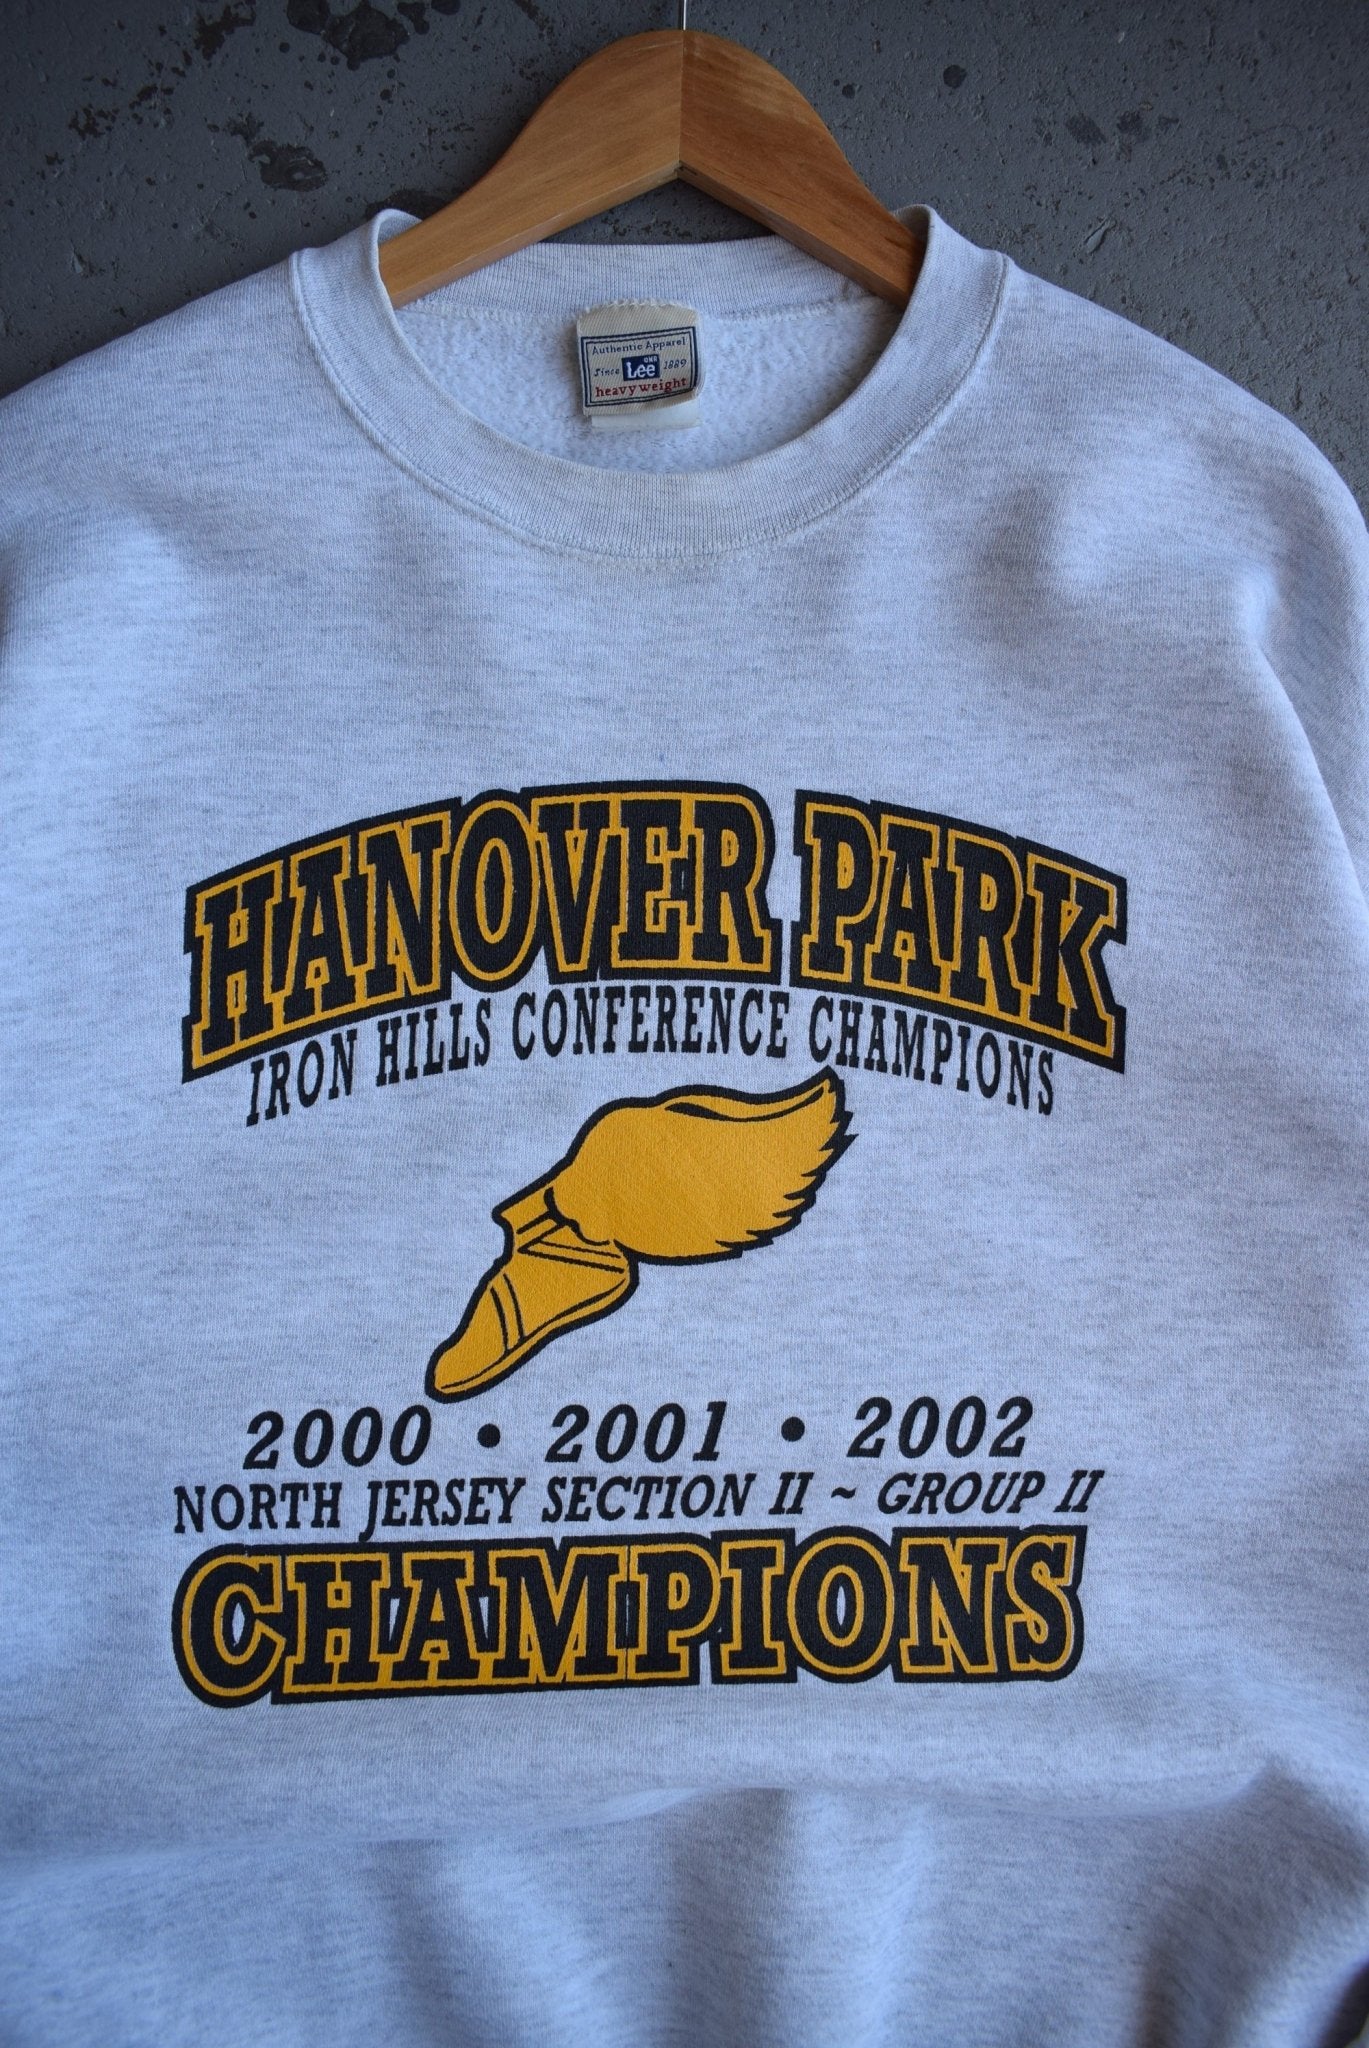 Authentic Apparel
Since Lee ONE 1889
heavyweight
HANOVER PARK
IRON HILLS CONFERENCE CHAMPIONS
2000 • 2001 • 2002
NORTH JERSEY SECTION II ~ GROUP II
CHAMPIONS